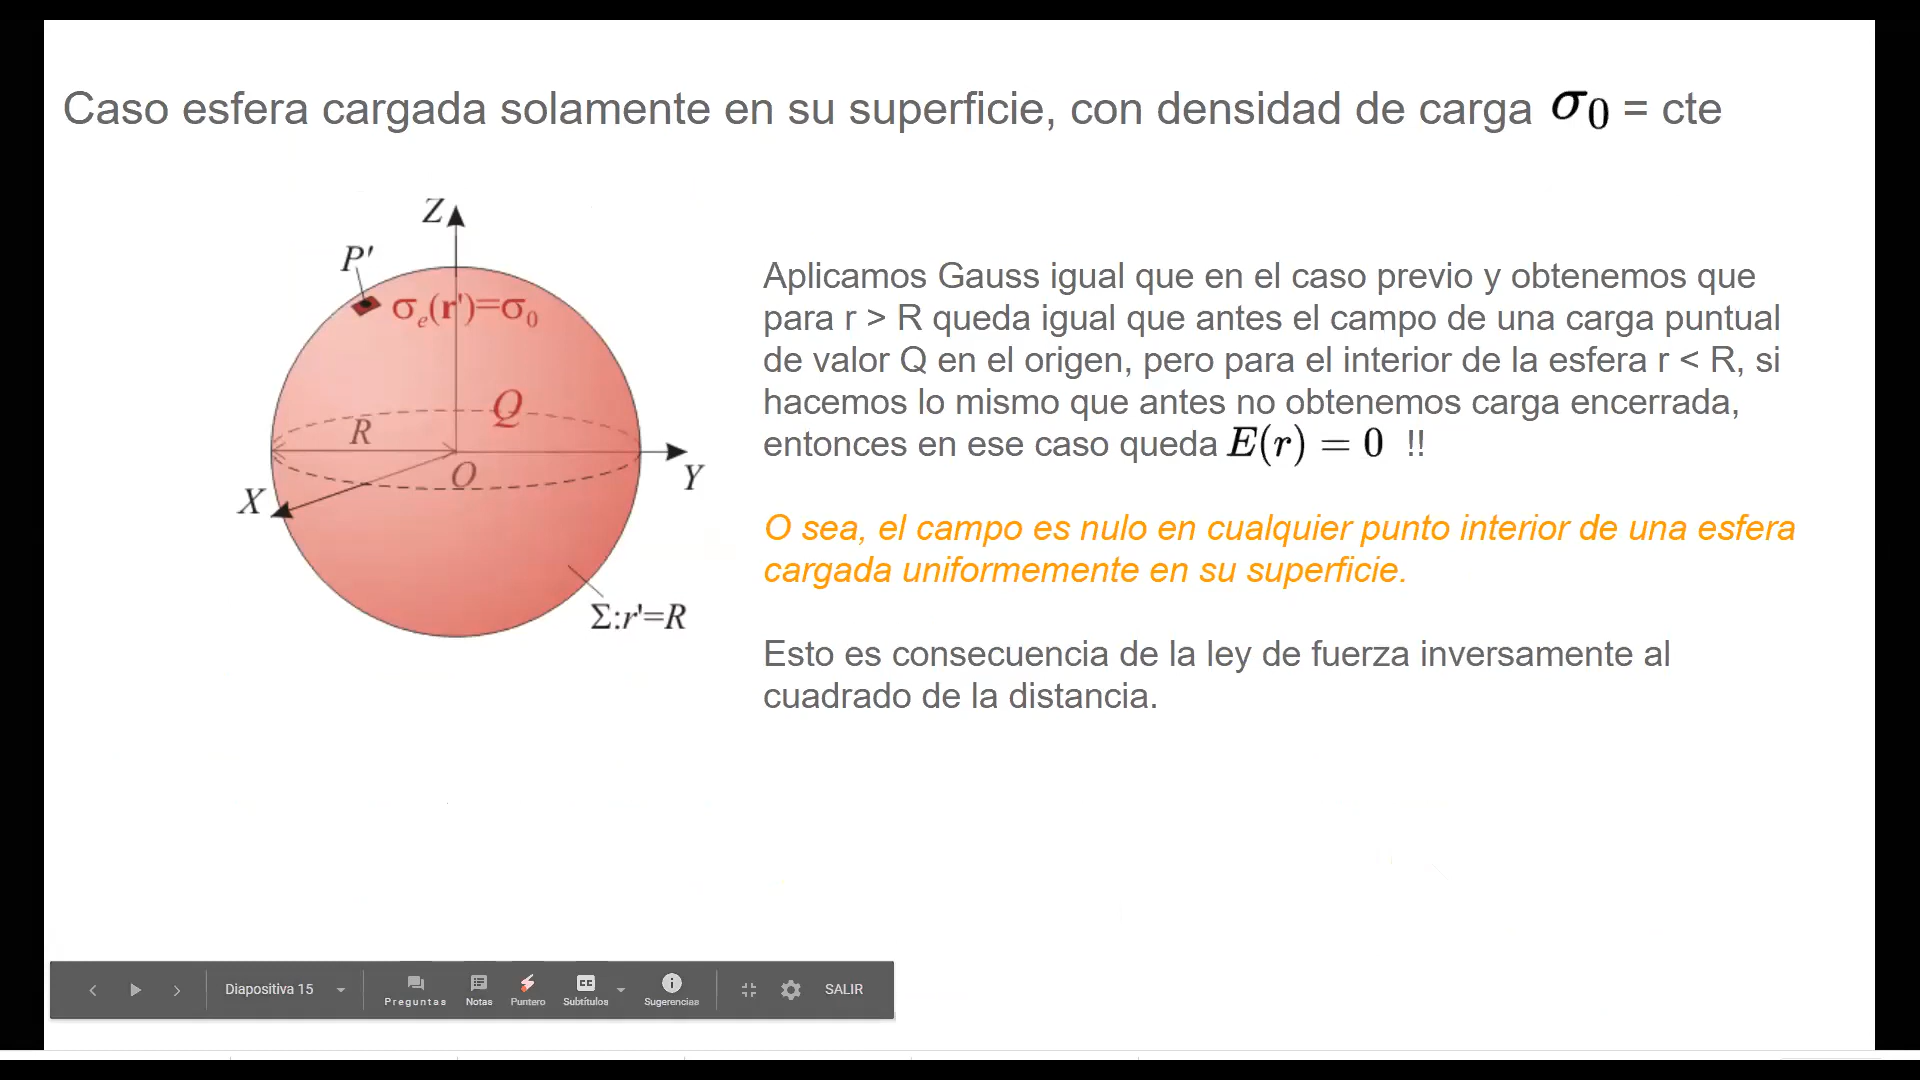 Caso esfera cargada solamente en su superficie, con densidad de carga σ₀ = cte
Z
P'
σₑ(r')=σ₀
Q
R
O
Y
X
Σ:r'=R
Aplicamos Gauss igual que en el caso previo y obtenemos que
para r > R queda igual que antes el campo de una carga puntual
de valor Q en el origen, pero para el interior de la esfera r < R, si
hacemos lo mismo que antes no obtenemos carga encerrada,
entonces en ese caso queda E(r) = 0 !!
O sea, el campo es nulo en cualquier punto interior de una esfera
cargada uniformemente en su superficie.
Esto es consecuencia de la ley de fuerza inversamente al
cuadrado de la distancia.
Diapositiva 15
Preguntas
Notas
Puntero
CC
Subtítulos
Sugerencias
SALIR